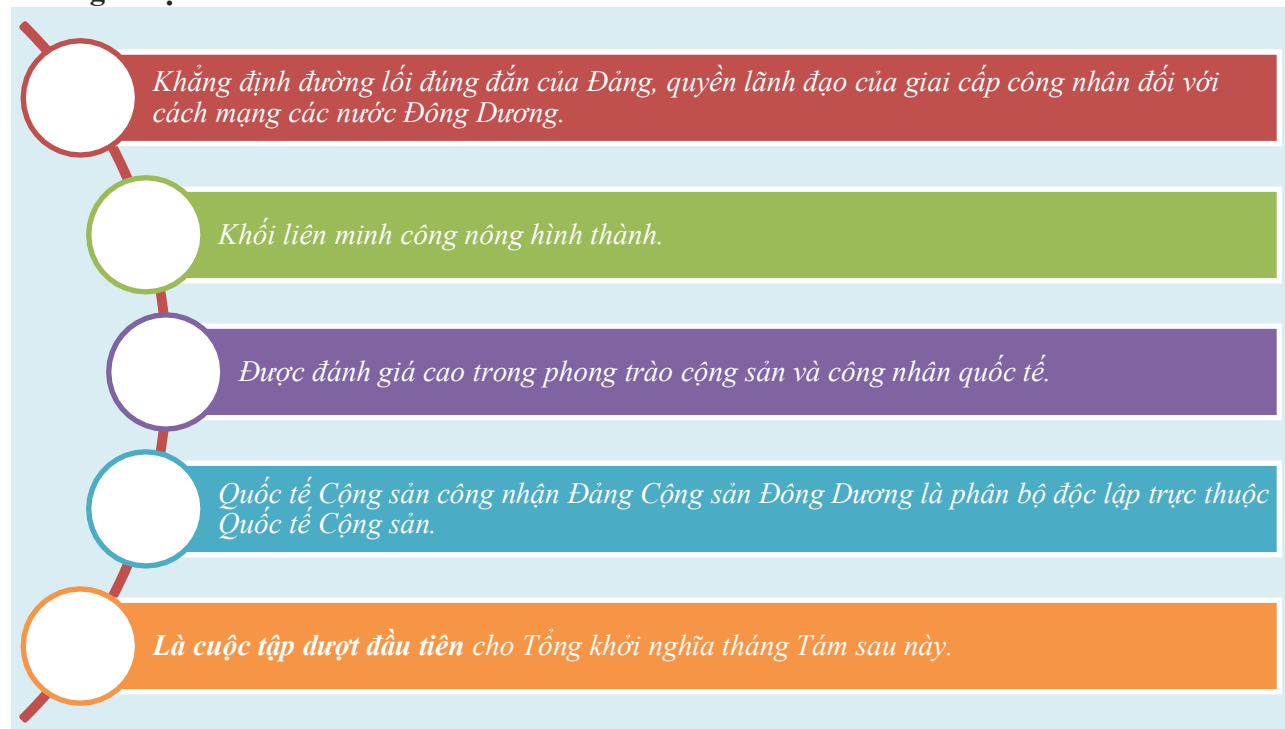 Khẳng định đường lối đúng đắn của Đảng, quyền lãnh đạo của giai cấp công nhân đối với
cách mạng các nước Đông Dương.
Khối liên minh công nông hình thành.
Được đánh giá cao trong phong trào cộng sản và công nhân quốc tế.
Quốc tế Cộng sản công nhận Đảng Cộng sản Đông Dương là phân bộ độc lập trực thuộc
Quốc tế Cộng sản.
Là cuộc tập dượt đầu tiên cho Tổng khởi nghĩa tháng Tám sau này.